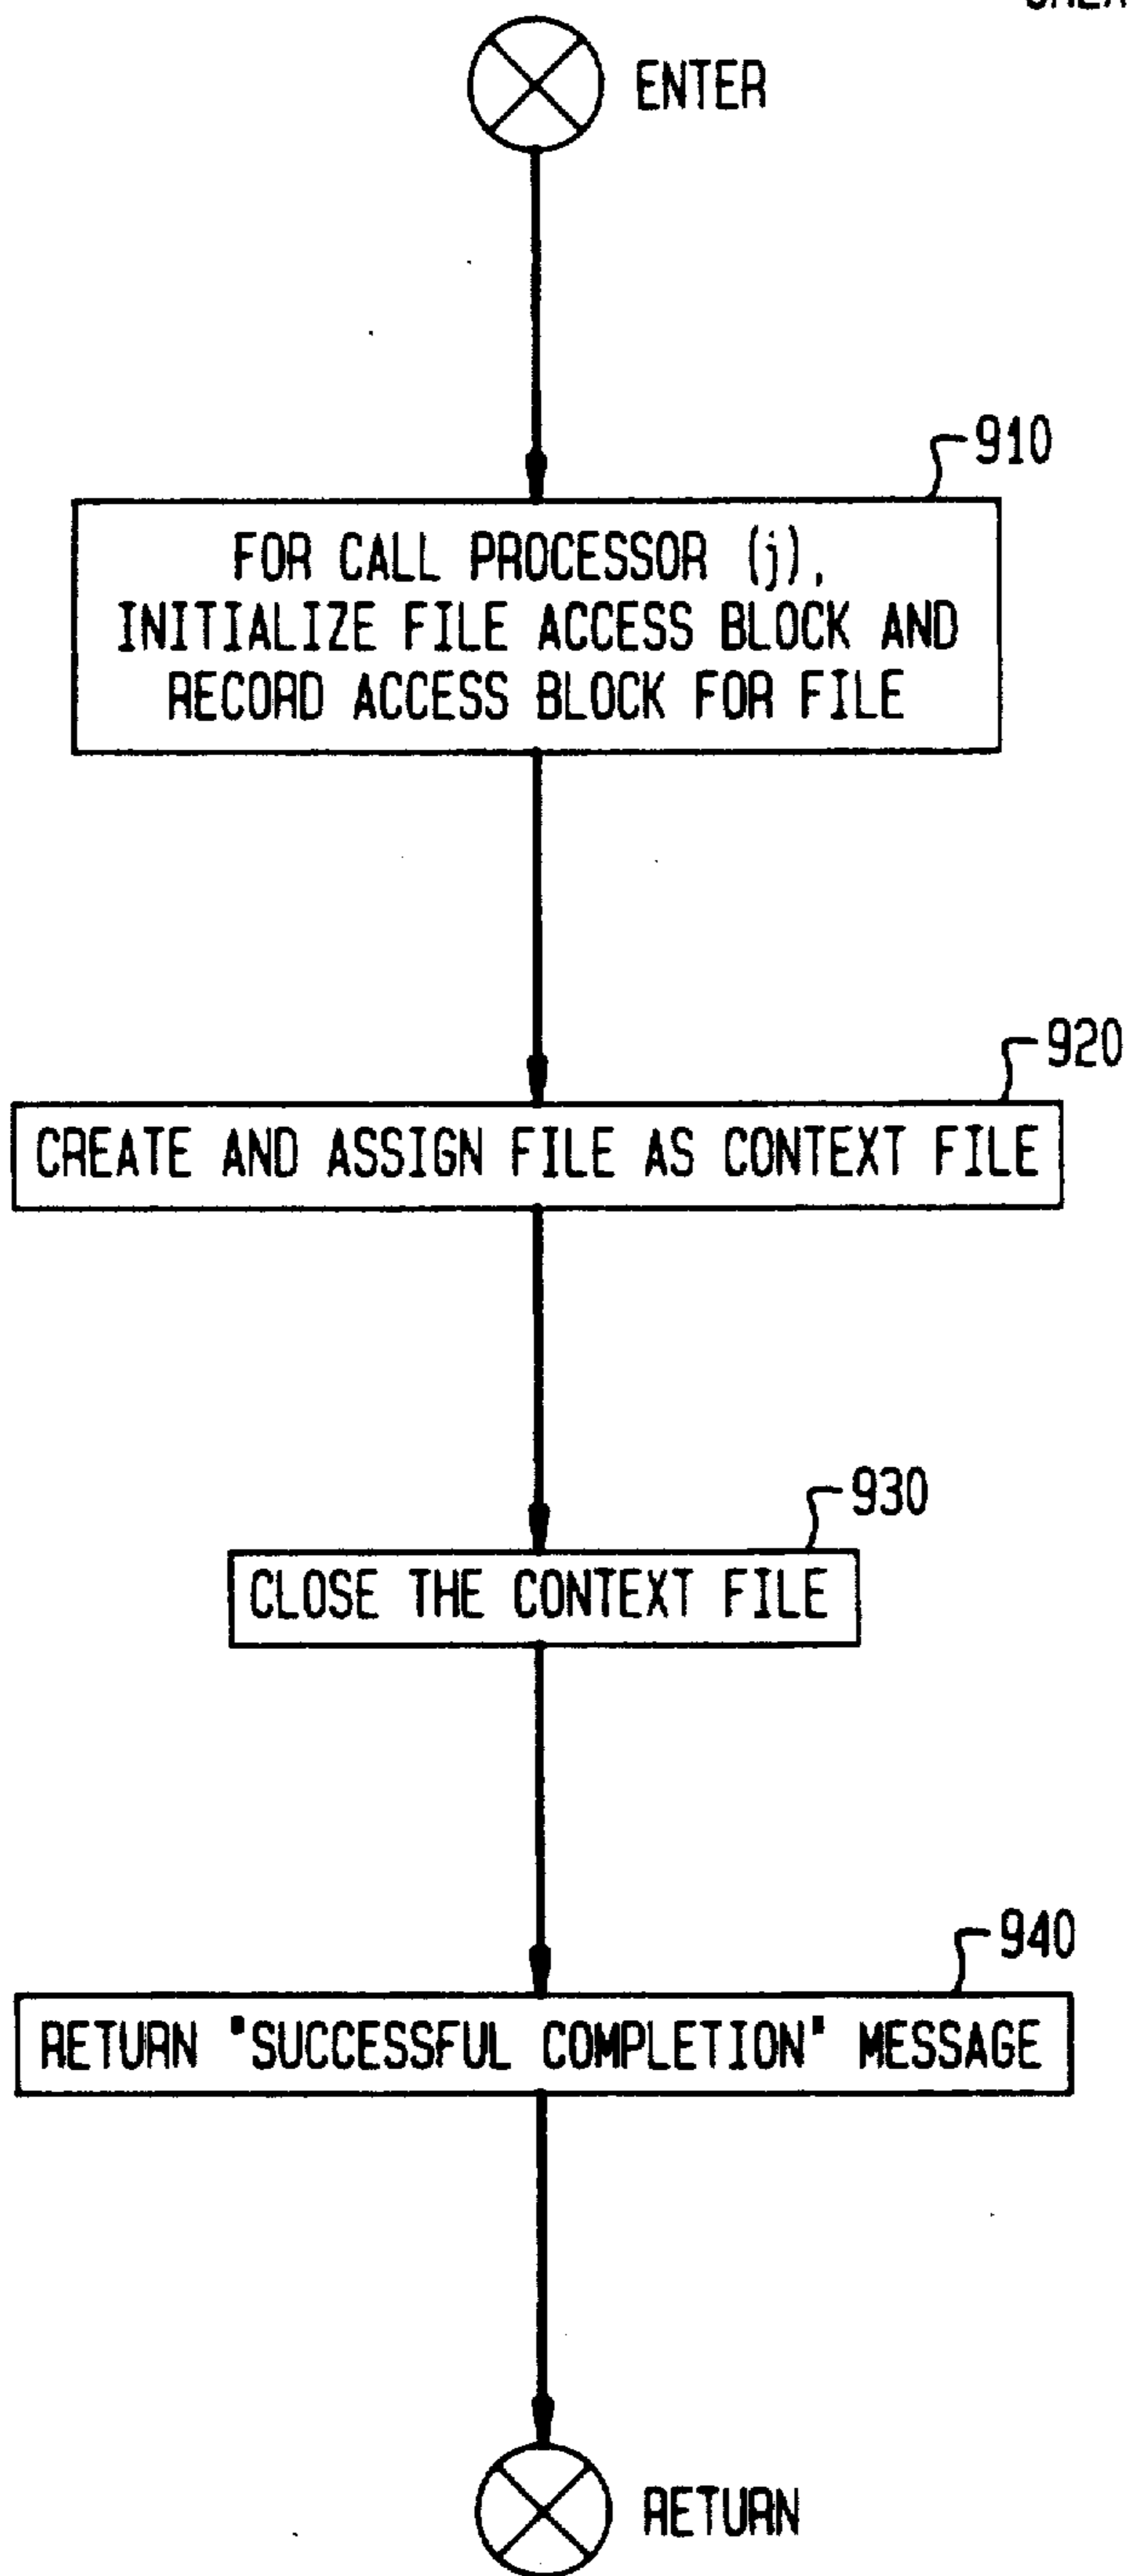 ENTER
910
FOR CALL PROCESSOR (j),
INITIALIZE FILE ACCESS BLOCK AND
RECORD ACCESS BLOCK FOR FILE
920
CREATE AND ASSIGN FILE AS CONTEXT FILE
930
CLOSE THE CONTEXT FILE
940
RETURN "SUCCESSFUL COMPLETION" MESSAGE
RETURN